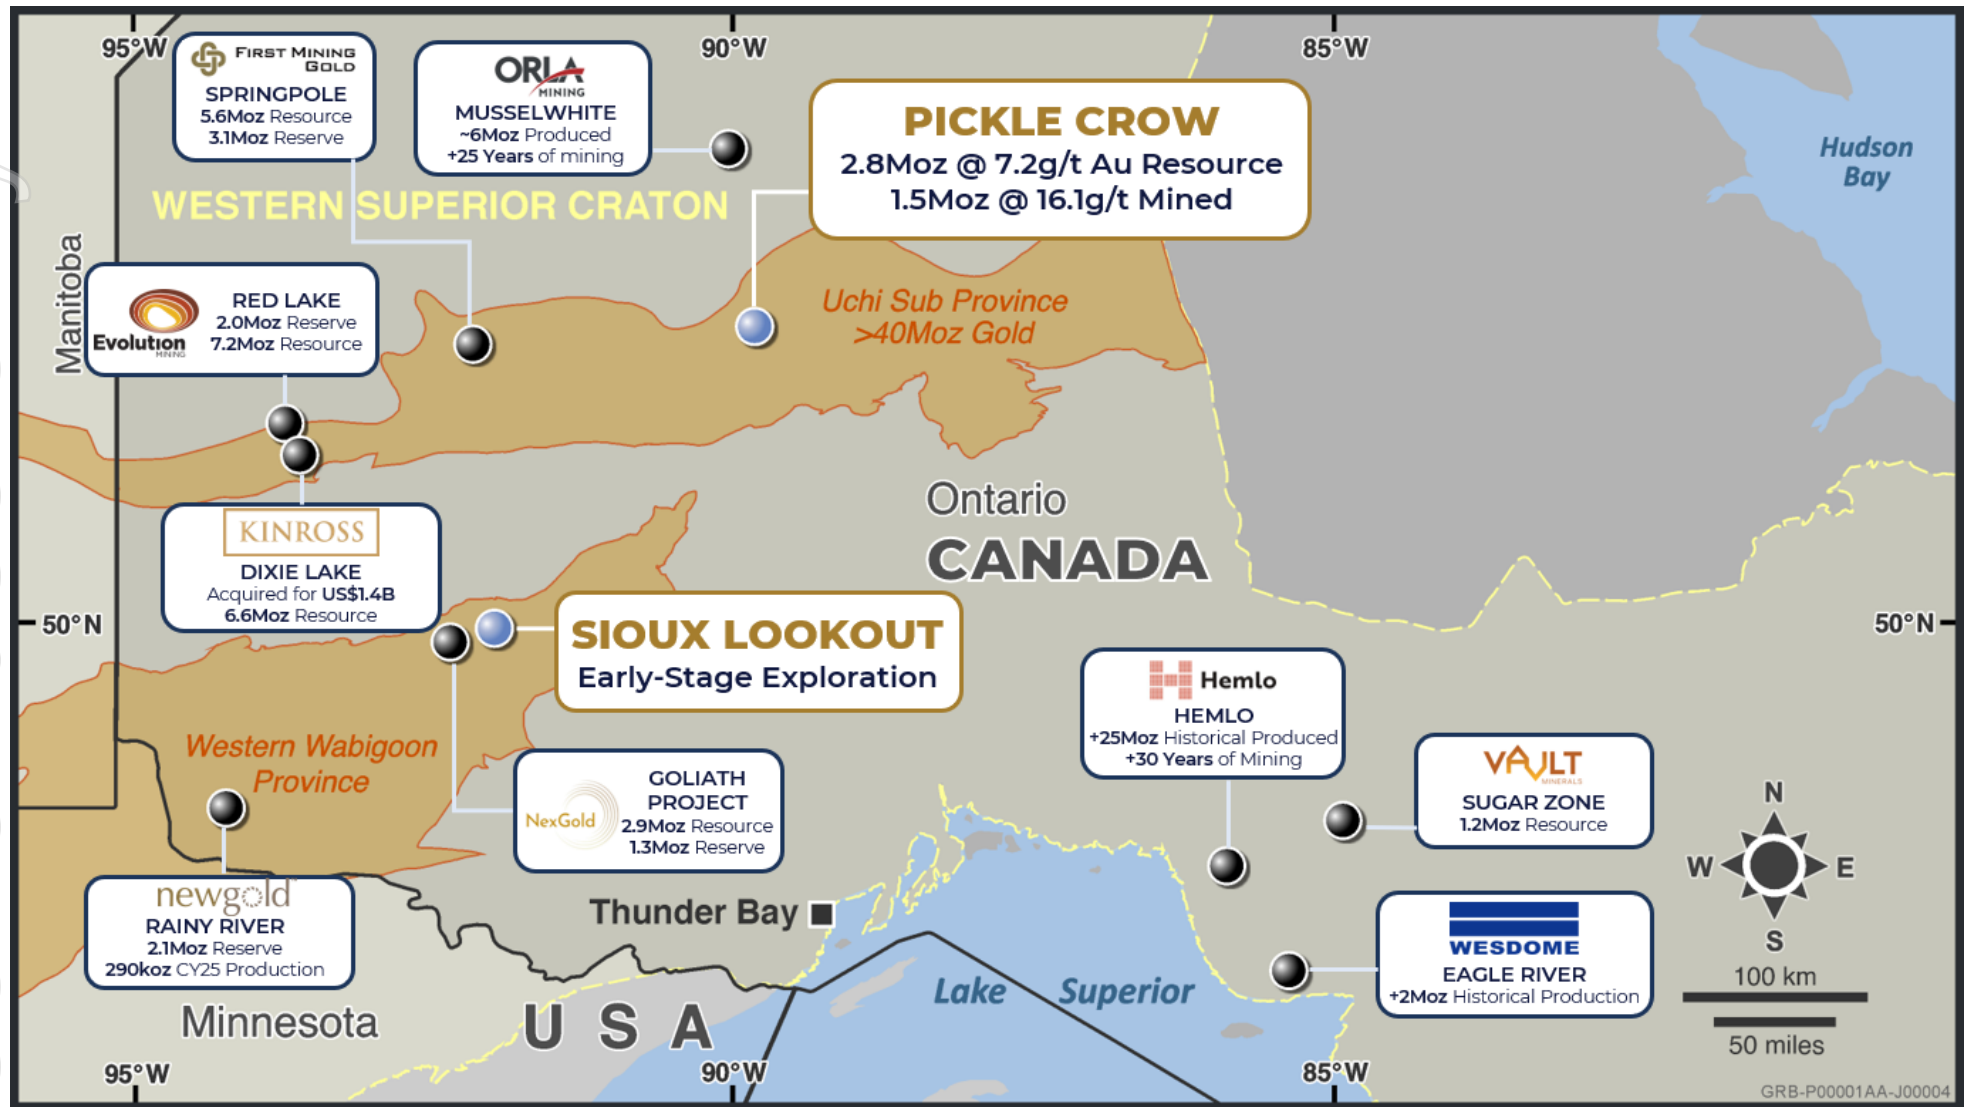 95°W
90°W
85°W
FIRST MINING
GOLD
SPRINGPOLE
5.6Moz Resource
3.1Moz Reserve
ORLA
MINING
MUSSELWHITE
~6Moz Produced
+25 Years of mining
PICKLE CROW
2.8Moz @ 7.2g/t Au Resource
1.5Moz @ 16.1g/t Mined
Hudson
Bay
WESTERN SUPERIOR CRATON
Manitoba
Evolution
MINING
RED LAKE
2.0Moz Reserve
7.2Moz Resource
Uchi Sub Province
>40Moz Gold
KINROSS
DIXIE LAKE
Acquired for US$1.4B
6.6Moz Resource
Ontario
CANADA
50°N
50°N
SIOUX LOOKOUT
Early-Stage Exploration
Hemlo
HEMLO
+25Moz Historical Produced
+30 Years of Mining
Western Wabigoon
Province
NexGold
GOLIATH
PROJECT
2.9Moz Resource
1.3Moz Reserve
VAULT
MINERALS
SUGAR ZONE
1.2Moz Resource
newgold
RAINY RIVER
2.1Moz Reserve
290koz CY25 Production
Thunder Bay
WESDOME
EAGLE RIVER
+2Moz Historical Production
N
W
E
S
100 km
50 miles
Lake Superior
Minnesota
USA
95°W
90°W
85°W
GRB-P00001AA-J00004